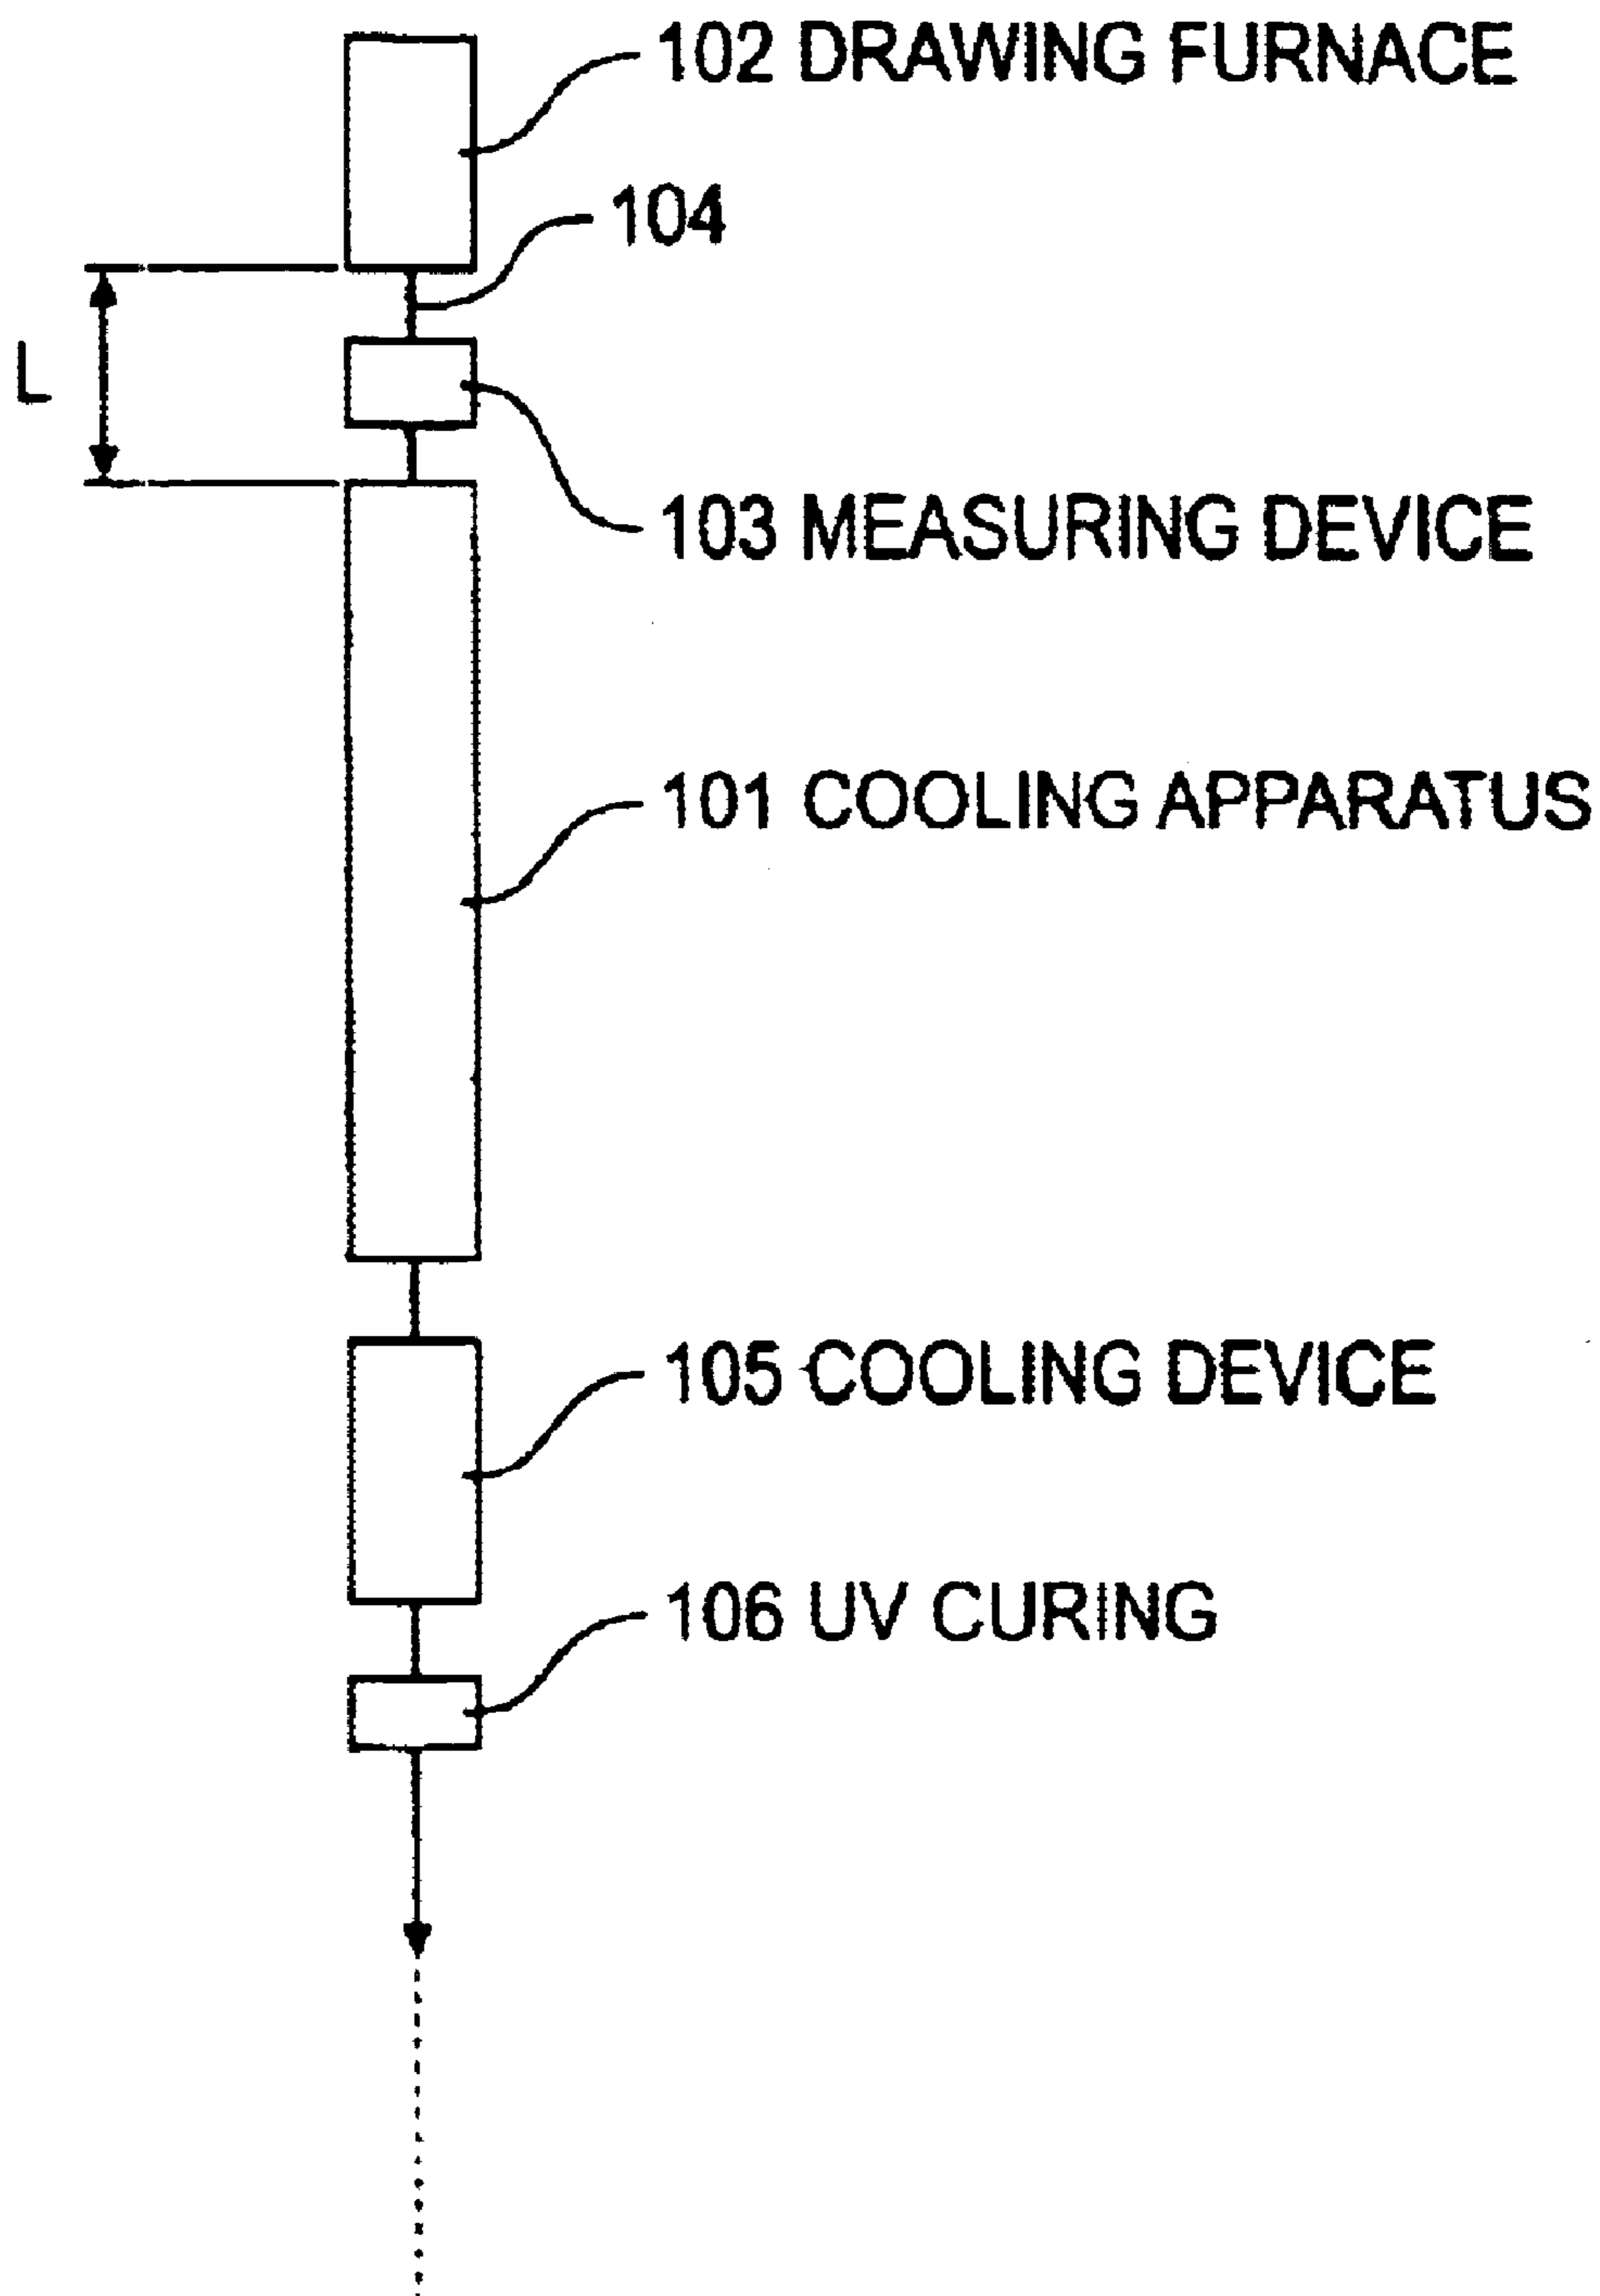 102 DRAWING FURNACE
104
L
103 MEASURING DEVICE
101 COOLING APPARATUS
105 COOLING DEVICE
106 UV CURING